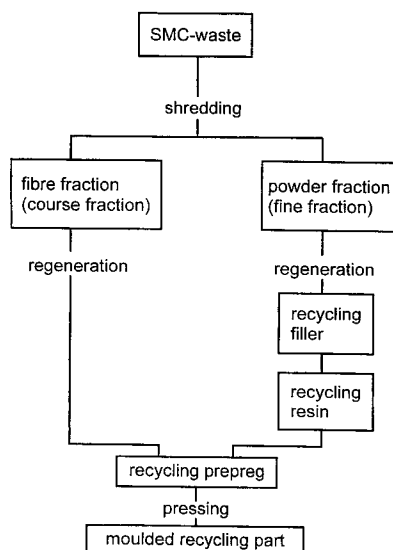 SMC-waste
shredding
fibre fraction
(course fraction)
powder fraction
(fine fraction)
regeneration
regeneration
recycling
filler
recycling
resin
recycling prepreg
pressing
moulded recycling part